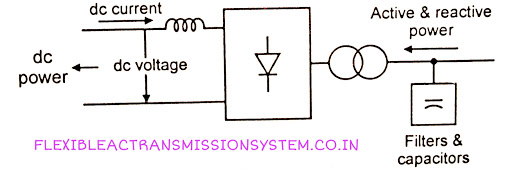 dc current
Active & reactive
power
dc
power
dc voltage
Filters &
capacitors
FLEXIBLEACTRANSMISSIONSYSTEM.CO.IN